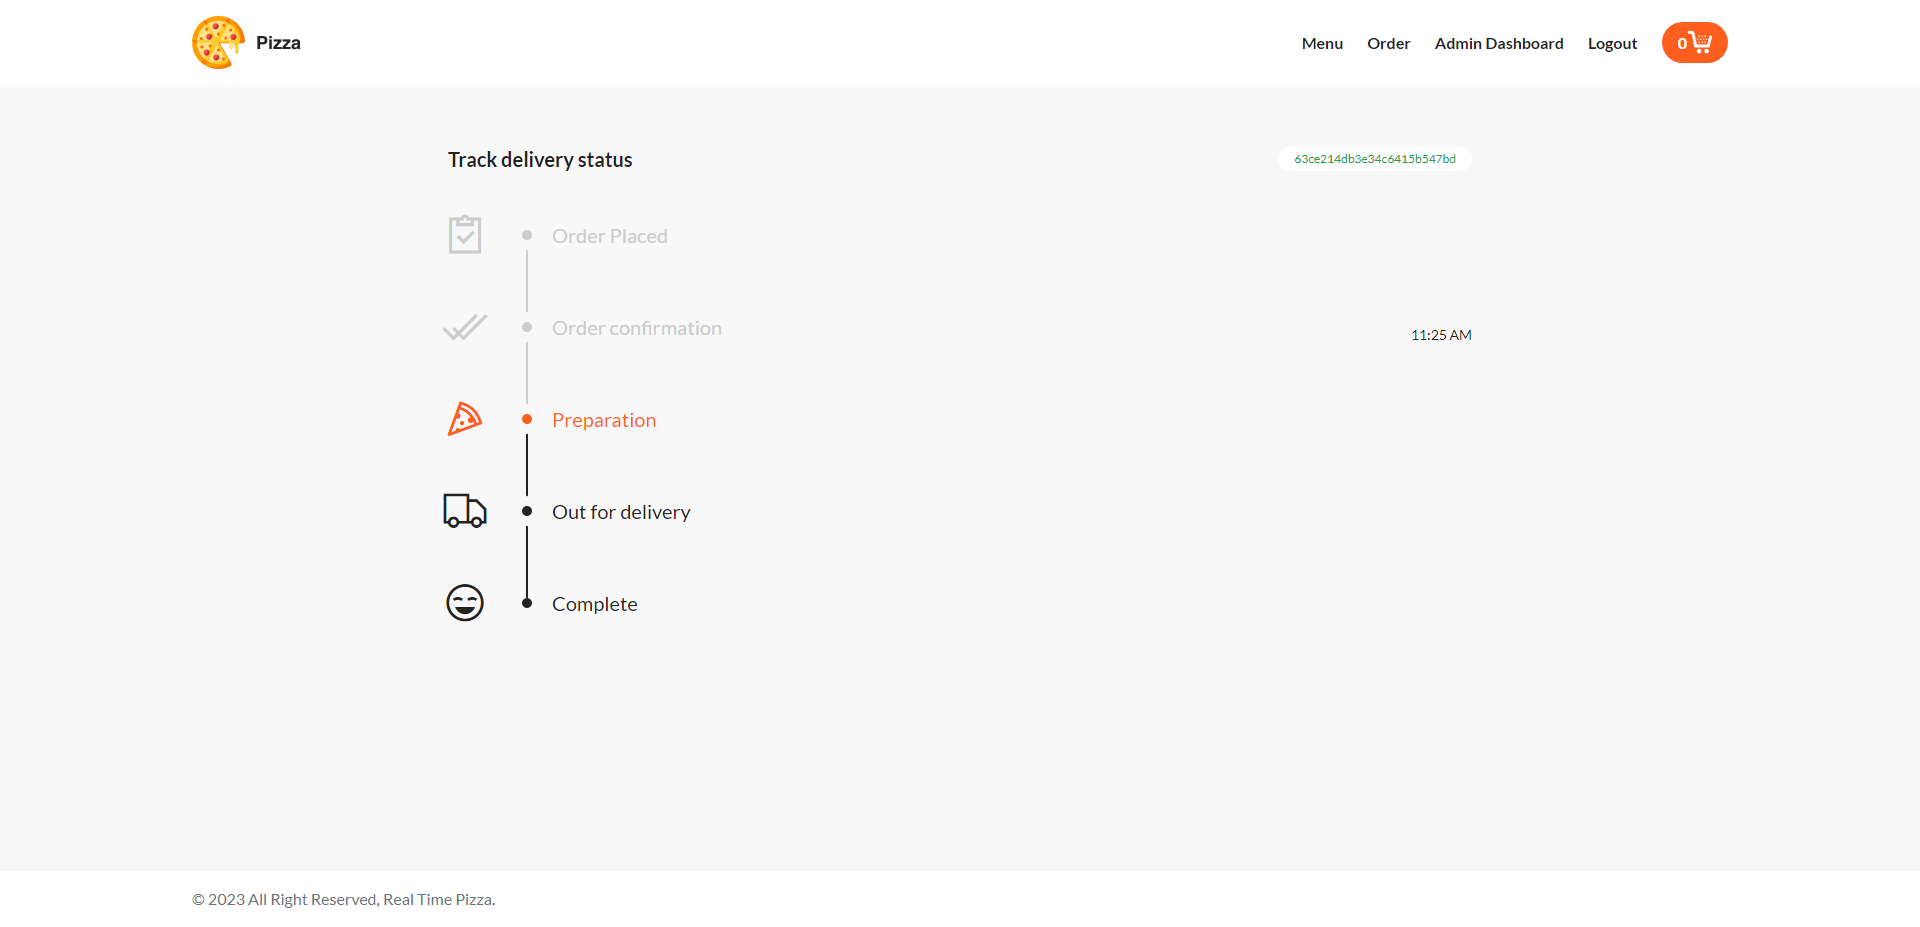 Pizza
Menu Order Admin Dashboard Logout 0
Track delivery status 63ce214db3e34c6415b547bd
Order Placed
Order confirmation 11:25 AM
Preparation
Out for delivery
Complete
© 2023 All Right Reserved, Real Time Pizza.